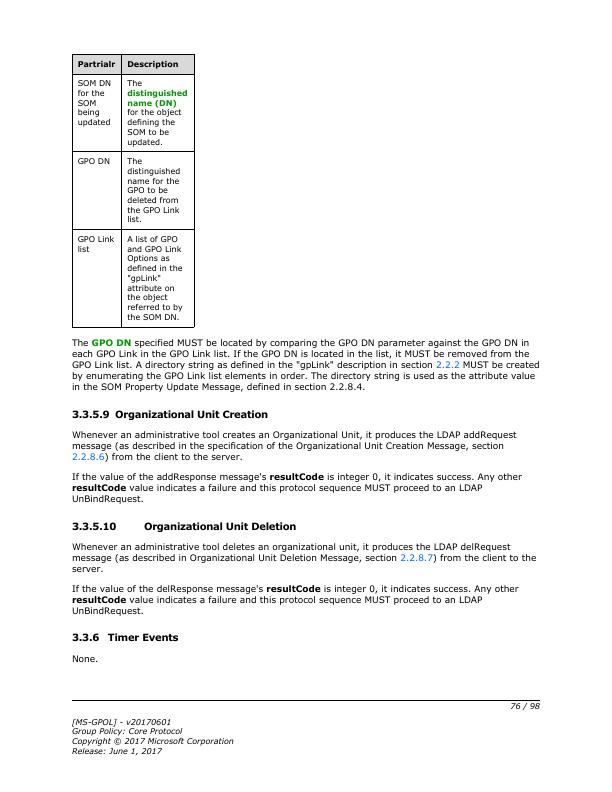 Partrialr Description
SOM DN
for the
SOM
being
updated
The
distinguished
name (DN)
for the object
defining the
SOM to be
updated.
GPO DN
The
distinguished
name for the
GPO to be
deleted from
the GPO Link
list.
GPO Link
list
A list of GPO
and GPO Link
Options as
defined in the
"gpLink"
attribute on
the object
referred to by
the SOM DN.
The GPO DN specified MUST be located by comparing the GPO DN parameter against the GPO DN in
each GPO Link in the GPO Link list. If the GPO DN is located in the list, it MUST be removed from the
GPO Link list. A directory string as defined in the "gpLink" description in section 2.2.2 MUST be created
by enumerating the GPO Link list elements in order. The directory string is used as the attribute value
in the SOM Property Update Message, defined in section 2.2.8.4.
3.3.5.9 Organizational Unit Creation
Whenever an administrative tool creates an Organizational Unit, it produces the LDAP addRequest
message (as described in the specification of the Organizational Unit Creation Message, section
2.2.8.6) from the client to the server.
If the value of the addResponse message's resultCode is integer 0, it indicates success. Any other
resultCode value indicates a failure and this protocol sequence MUST proceed to an LDAP
UnBindRequest.
3.3.5.10 Organizational Unit Deletion
Whenever an administrative tool deletes an organizational unit, it produces the LDAP delRequest
message (as described in Organizational Unit Deletion Message, section 2.2.8.7) from the client to the
server.
If the value of the delResponse message's resultCode is integer 0, it indicates success. Any other
resultCode value indicates a failure and this protocol sequence MUST proceed to an LDAP
UnBindRequest.
3.3.6 Timer Events
None.
76 / 98
[MS-GPOL] - v20170601
Group Policy: Core Protocol
Copyright © 2017 Microsoft Corporation
Release: June 1, 2017